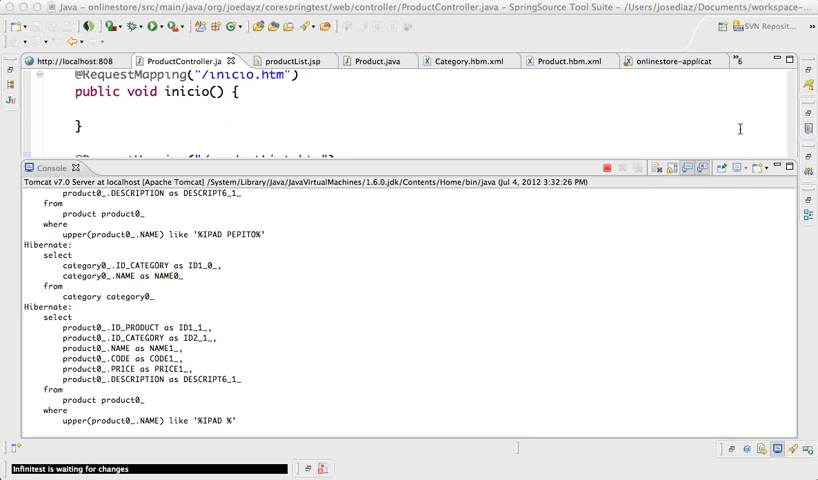 Java – onlinestore/src/main/java/org/joedayz/corespringtest/web/controller/ProductController.java – SpringSource Tool Suite – /Users/josediaz/Documents/workspace-...
SVN Reposit...
http://localhost:808
ProductController.ja
productList.jsp
Product.java
Category.hbm.xml
Product.hbm.xml
onlinestore-applicat
6
@RequestMapping("/inicio.htm")
public void inicio() {
}
Console
Tomcat v7.0 Server at localhost [Apache Tomcat] /System/Library/Java/JavaVirtualMachines/1.6.0.jdk/Contents/Home/bin/java (Jul 4, 2012 3:32:26 PM)
product0_.DESCRIPTION as DESCRIPT6_1_
from
product product0_
where
upper(product0_.NAME) like '%IPAD PEPITO%'
Hibernate:
select
category0_.ID_CATEGORY as ID1_0_,
category0_.NAME as NAME0_
from
category category0_
Hibernate:
select
product0_.ID_PRODUCT as ID1_1_,
product0_.ID_CATEGORY as ID2_1_,
product0_.NAME as NAME1_,
product0_.CODE as CODE1_,
product0_.PRICE as PRICE1_,
product0_.DESCRIPTION as DESCRIPT6_1_
from
product product0_
where
upper(product0_.NAME) like '%IPAD %'
Infinitest is waiting for changes